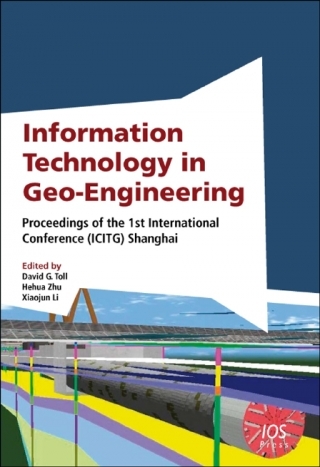 Information
Technology in
Geo-Engineering
Proceedings of the 1st International
Conference (ICITG) Shanghai
Edited by
David G. Toll
Hehua Zhu
Xiaojun Li
IOS
Press